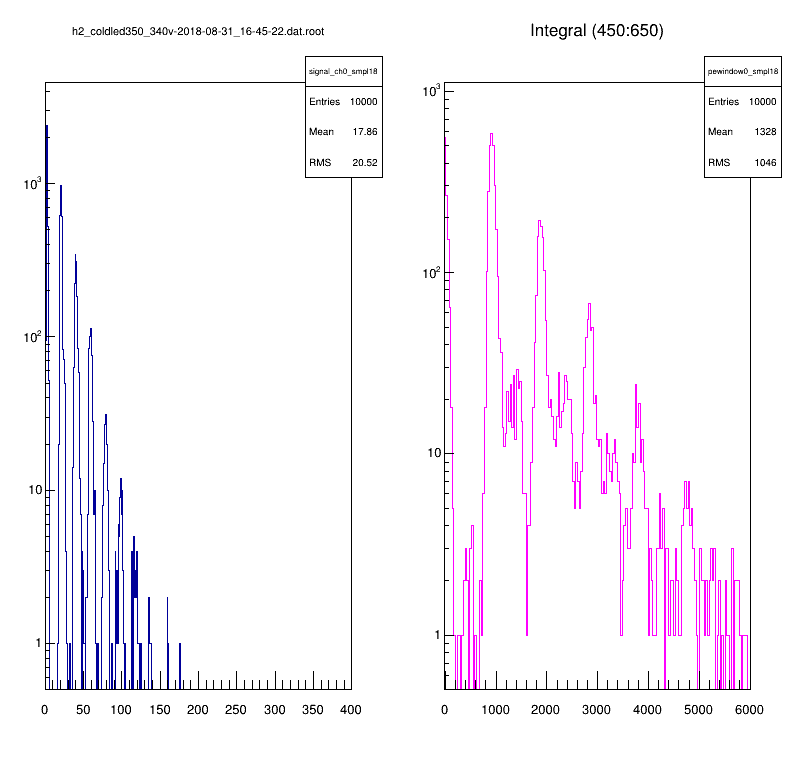 h2_coldled350_340v-2018-08-31_16-45-22.dat.root
signal_ch0_smpl18
Entries 10000
Mean 17.86
RMS 20.52
10³
10²
10
1
0 50 100 150 200 250 300 350 400
Integral (450:650)
pewindow0_smpl18
Entries 10000
Mean 1328
RMS 1046
10³
10²
10
1
0 1000 2000 3000 4000 5000 6000